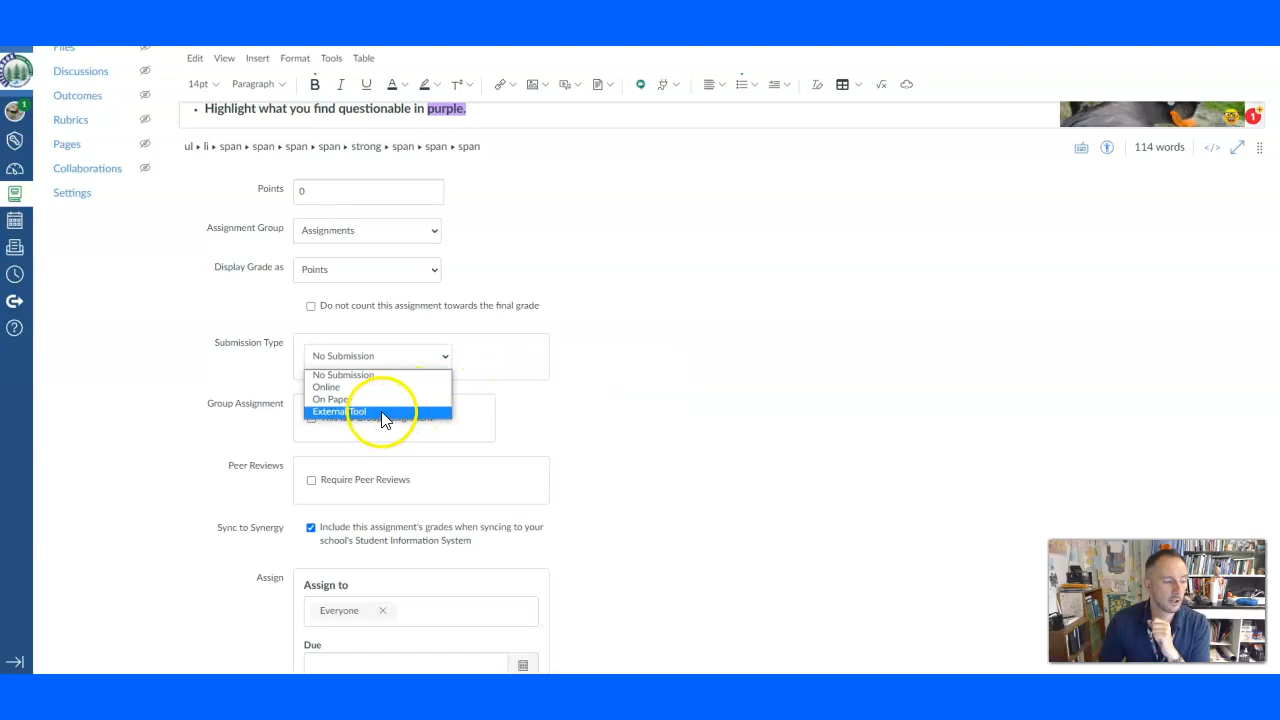 Files
Discussions
Outcomes
Rubrics
Pages
Collaborations
Settings
1
Edit View Insert Format Tools Table
14pt Paragraph B I U A T²
Highlight what you find questionable in purple.
1
ul li span span span span strong span span span
114 words </>
Points 0
Assignment Group Assignments
Display Grade as Points
Do not count this assignment towards the final grade
Submission Type No Submission
No Submission
Online
On Paper
External Tool
Group Assignment
Peer Reviews
Require Peer Reviews
Sync to Synergy Include this assignment's grades when syncing to your
school's Student Information System
Assign
Assign to
Everyone
Due